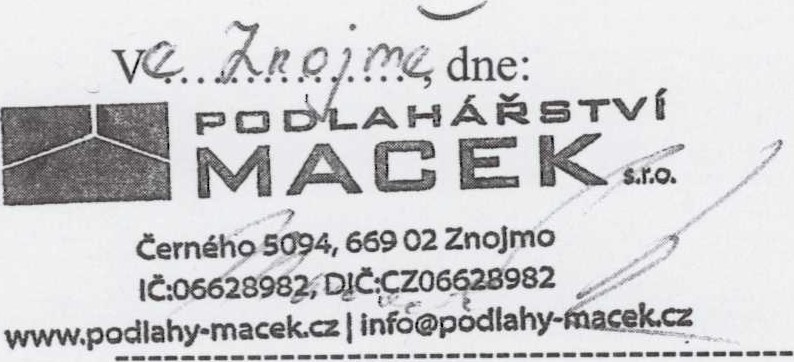 Ve Znojmě, dne:
PODLAHÁŘSTVÍ
MACEK s.r.o.
Černého 5094, 669 02 Znojmo
IČ:06628982, DIČ:CZ06628982
www.podlahy-macek.cz | info@podlahy-macek.cz